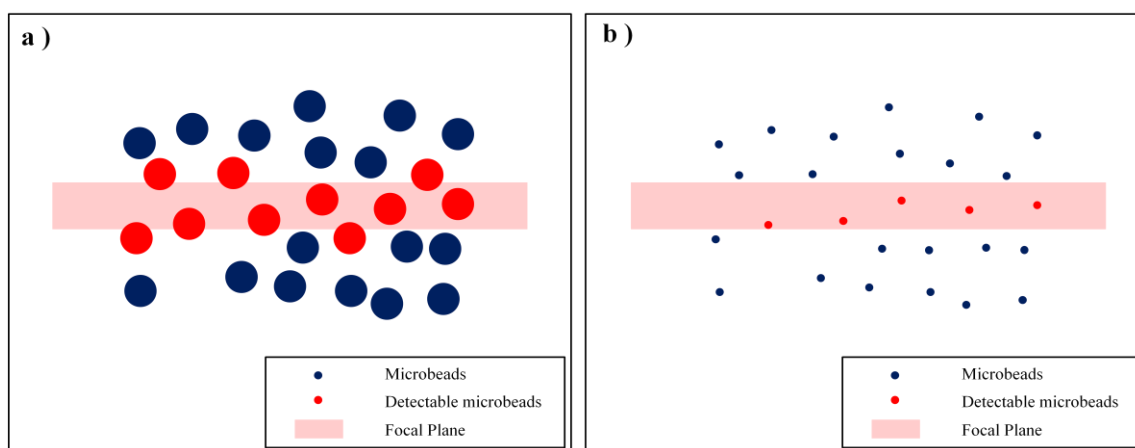 a )
Microbeads
Detectable microbeads
Focal Plane
b )
Microbeads
Detectable microbeads
Focal Plane